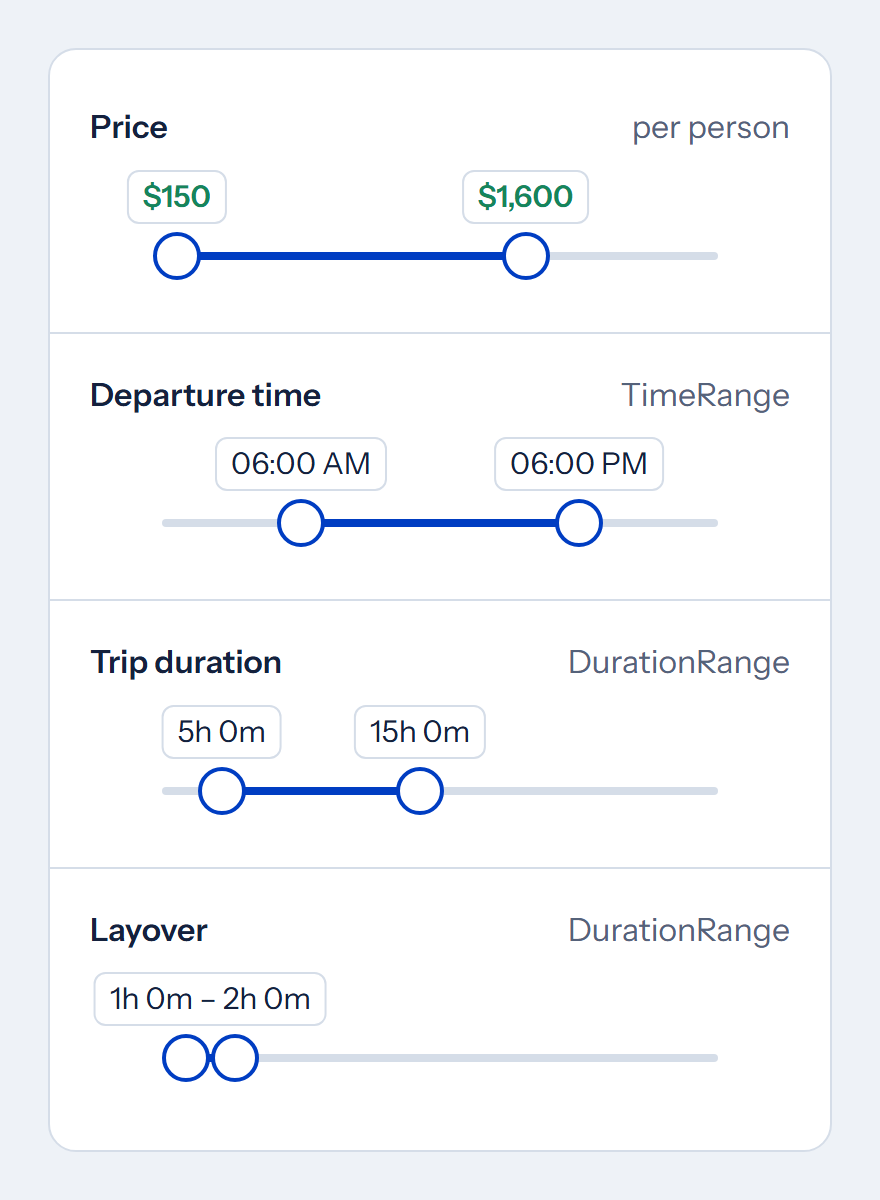 Price per person
$150 $1,600
Departure time TimeRange
06:00 AM 06:00 PM
Trip duration DurationRange
5h 0m 15h 0m
Layover DurationRange
1h 0m – 2h 0m